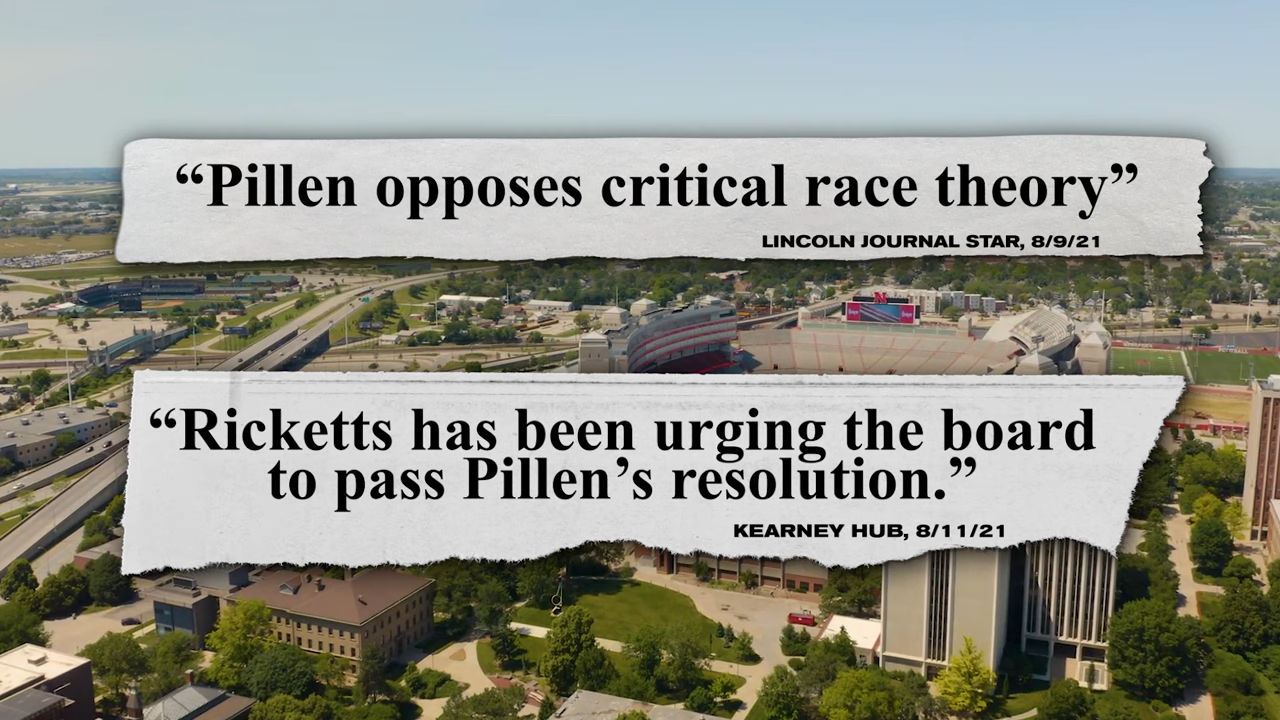 “Pillen opposes critical race theory”
LINCOLN JOURNAL STAR, 8/9/21
N
“Ricketts has been urging the board
to pass Pillen’s resolution.”
KEARNEY HUB, 8/11/21